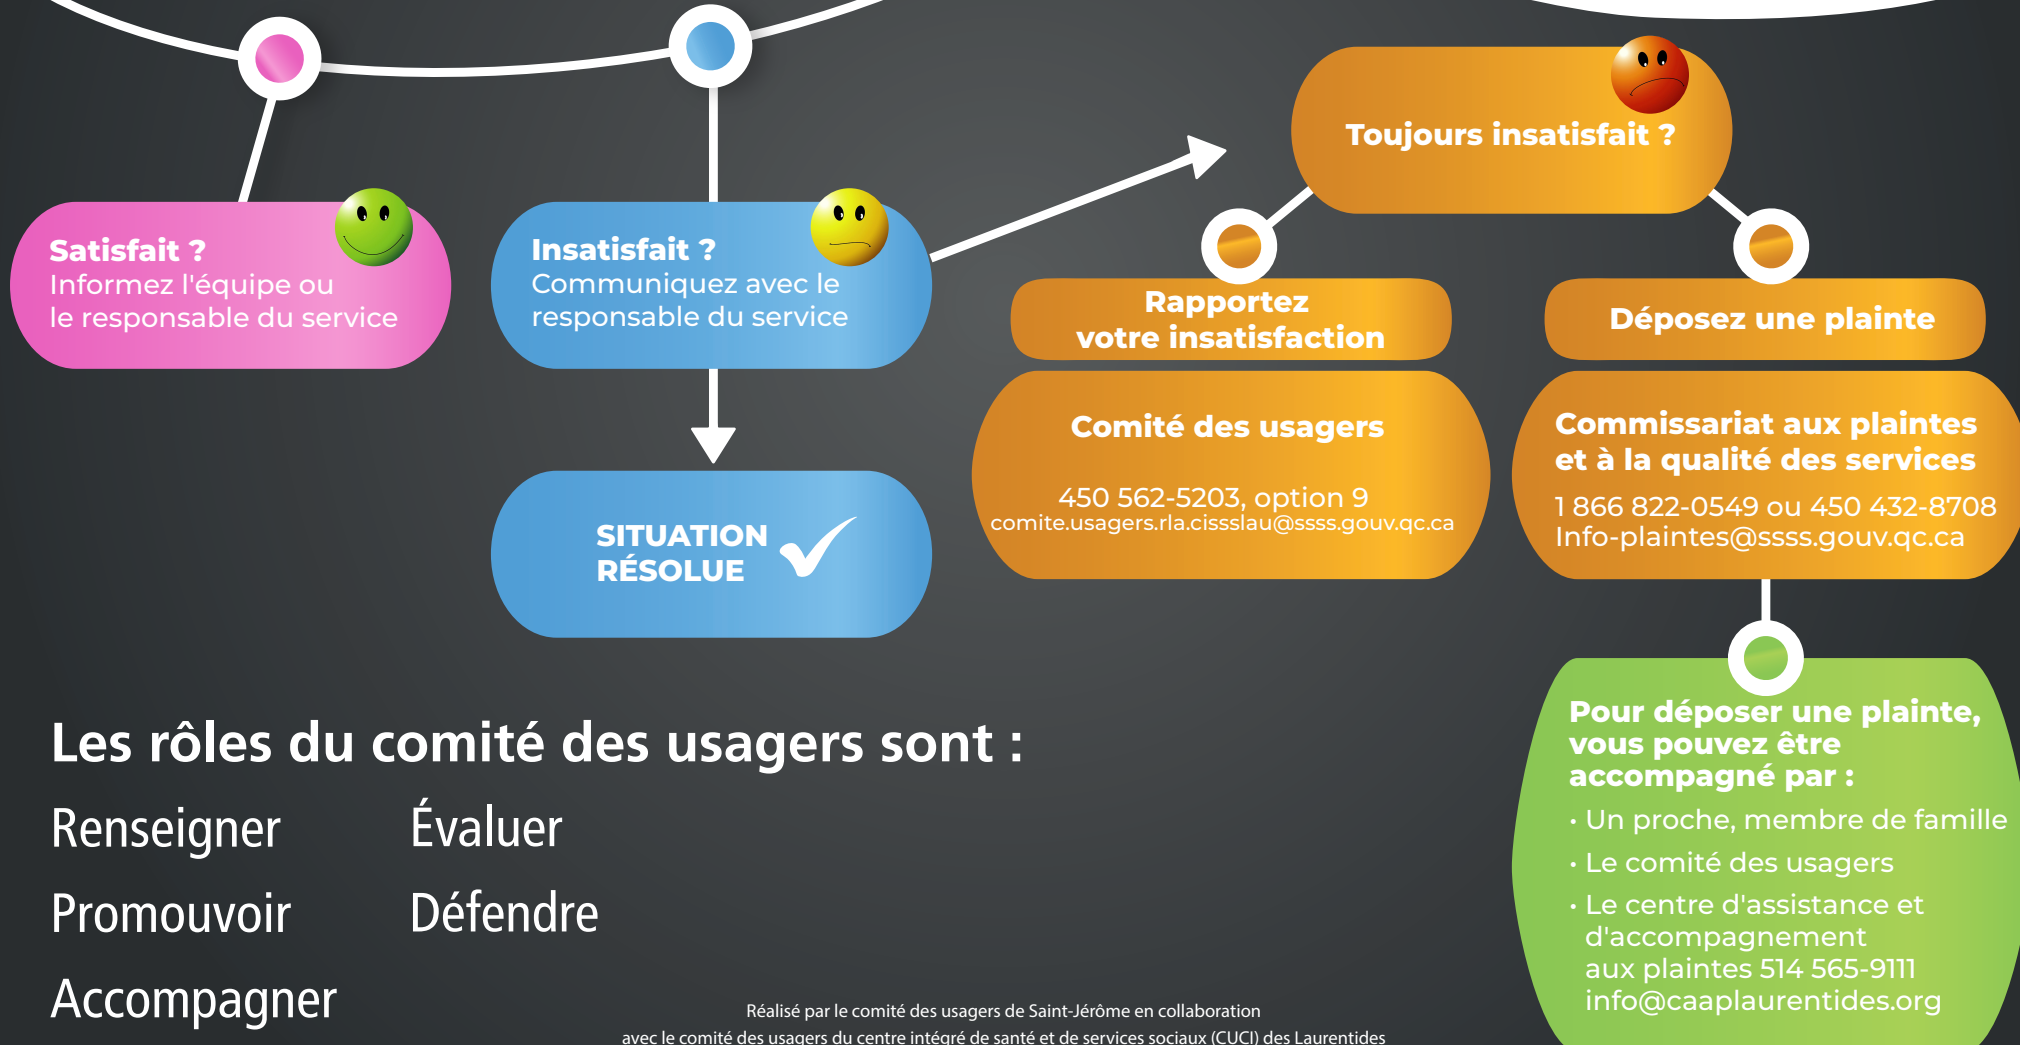 Satisfait ?
Informez l'équipe ou
le responsable du service
Insatisfait ?
Communiquez avec le
responsable du service
SITUATION
RÉSOLUE
Toujours insatisfait ?
Rapportez
votre insatisfaction
Comité des usagers
450 562-5203, option 9
comite.usagers.rla.cissslau@ssss.gouv.qc.ca
Déposez une plainte
Commissariat aux plaintes
et à la qualité des services
1 866 822-0549 ou 450 432-8708
Info-plaintes@ssss.gouv.qc.ca
Pour déposer une plainte,
vous pouvez être
accompagné par :
• Un proche, membre de famille
• Le comité des usagers
• Le centre d'assistance et
d'accompagnement
aux plaintes 514 565-9111
info@caaplaurentides.org
Les rôles du comité des usagers sont :
Renseigner
Promouvoir
Accompagner
Évaluer
Défendre
Réalisé par le comité des usagers de Saint-Jérôme en collaboration
avec le comité des usagers du centre intégré de santé et de services sociaux (CUCI) des Laurentides